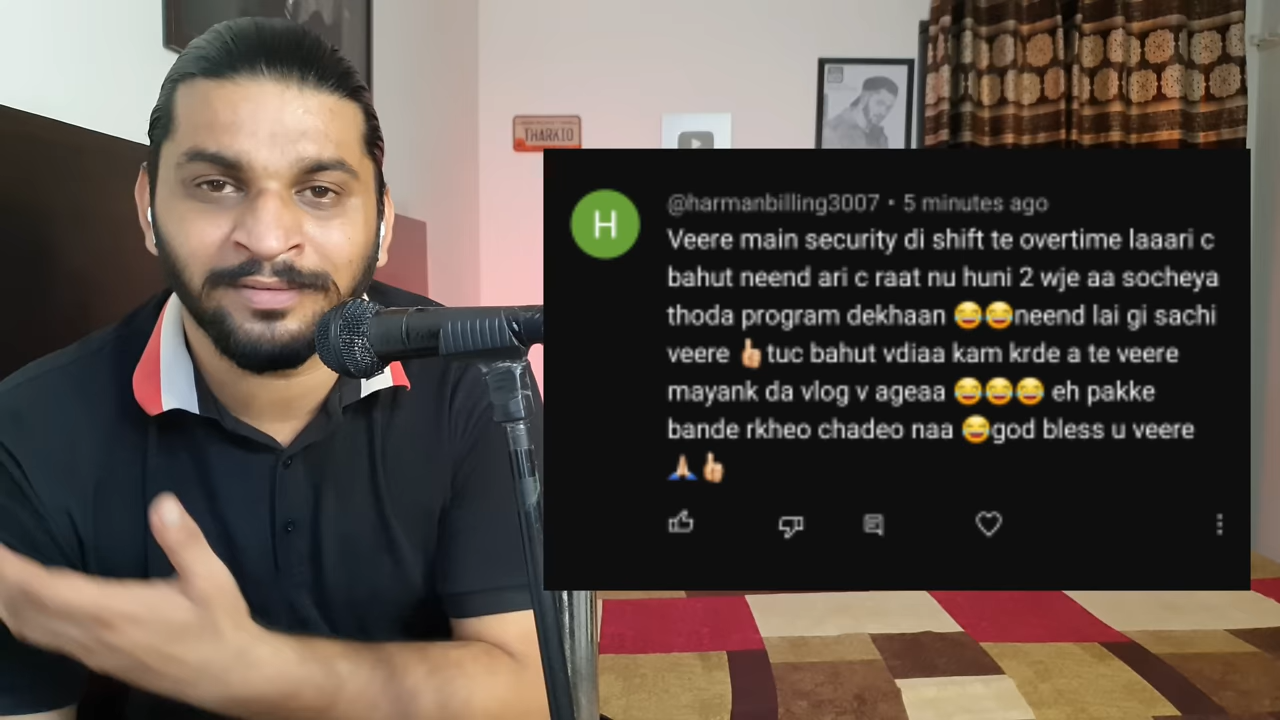 THARKIO
@harmanbilling3007 • 5 minutes ago
H
Veere main security di shift te overtime laaari c
bahut neend ari c raat nu huni 2 wje aa socheya
thoda program dekhaan 😂😂neend lai gi sachi
veere 👆🏻tuc bahut vdiaa kam krde a te veere
mayank da vlog v ageaa 😂😂😂 eh pakke
bande rkheo chadeo naa 😂god bless u veere
🙏🏻👆🏻